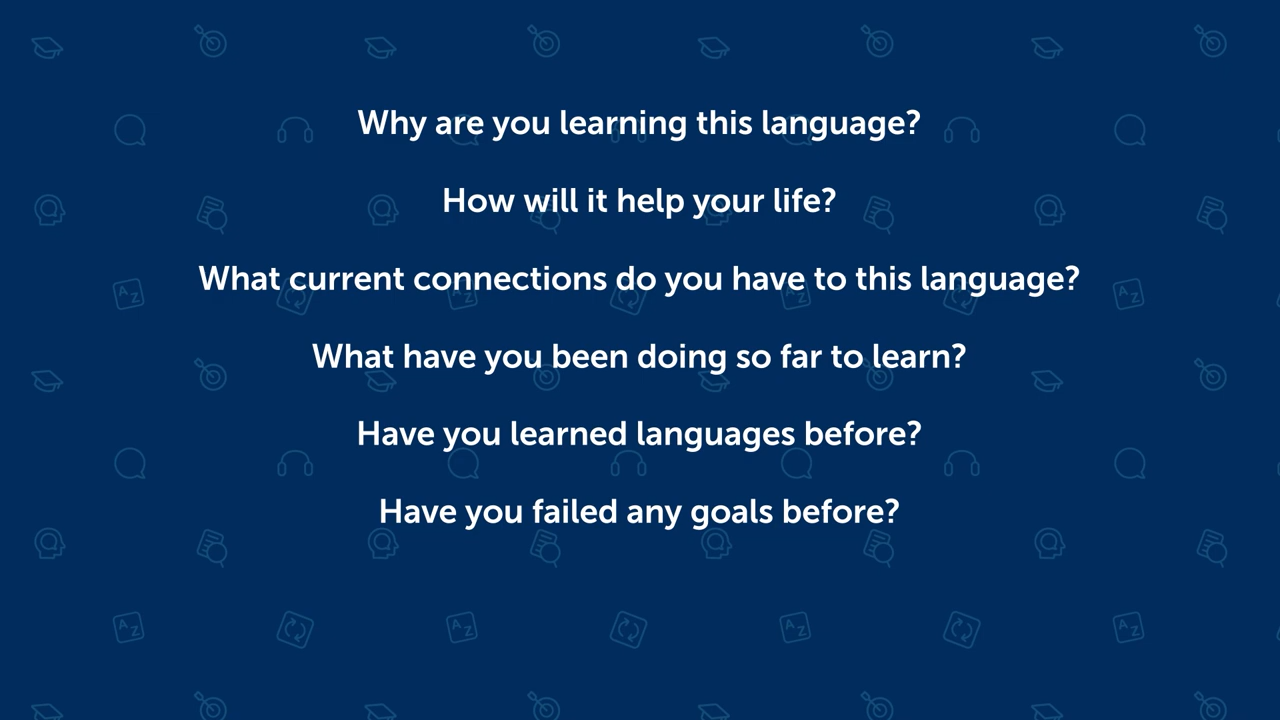 Why are you learning this language?
How will it help your life?
What current connections do you have to this language?
What have you been doing so far to learn?
Have you learned languages before?
Have you failed any goals before?